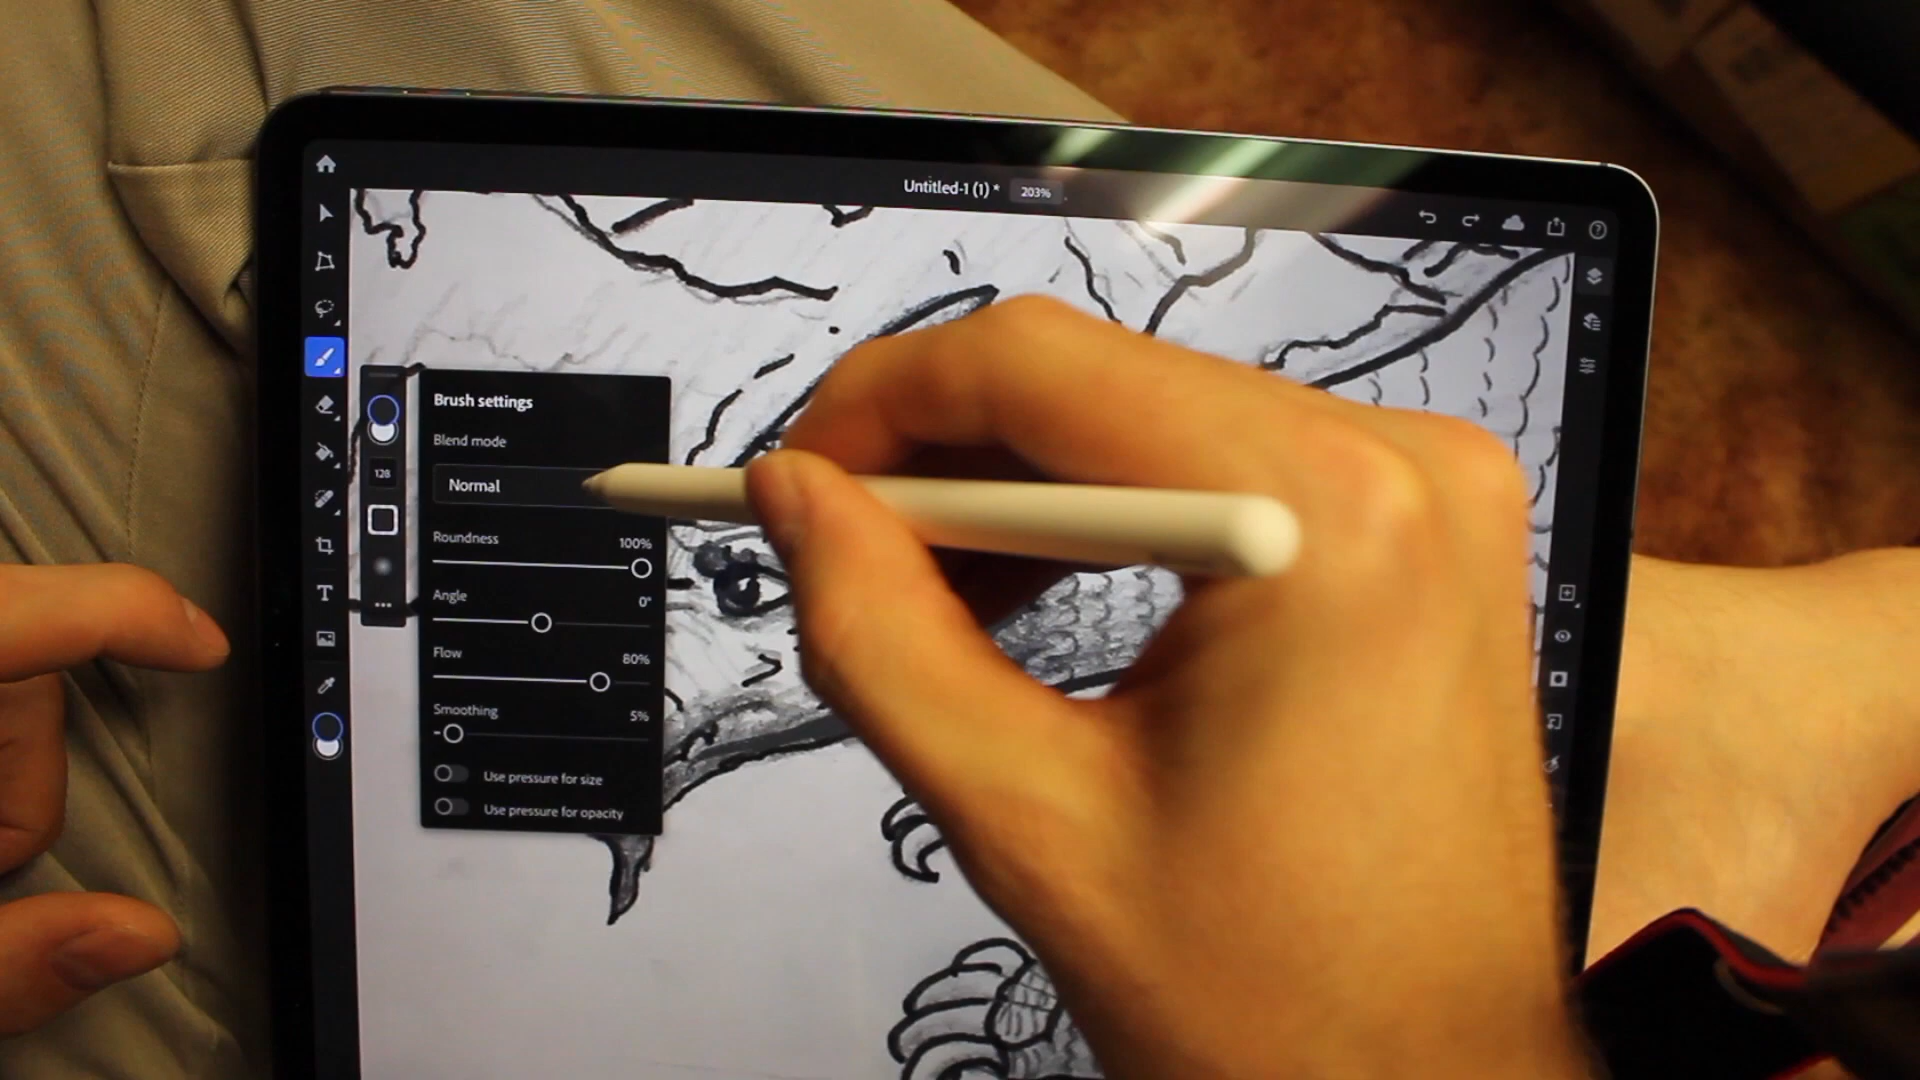 Untitled-1 (1) * 203%
Brush settings
Blend mode
128
Normal
Roundness 100%
Angle 0°
Flow 80%
Smoothing 5%
Use pressure for size
Use pressure for opacity
T
?